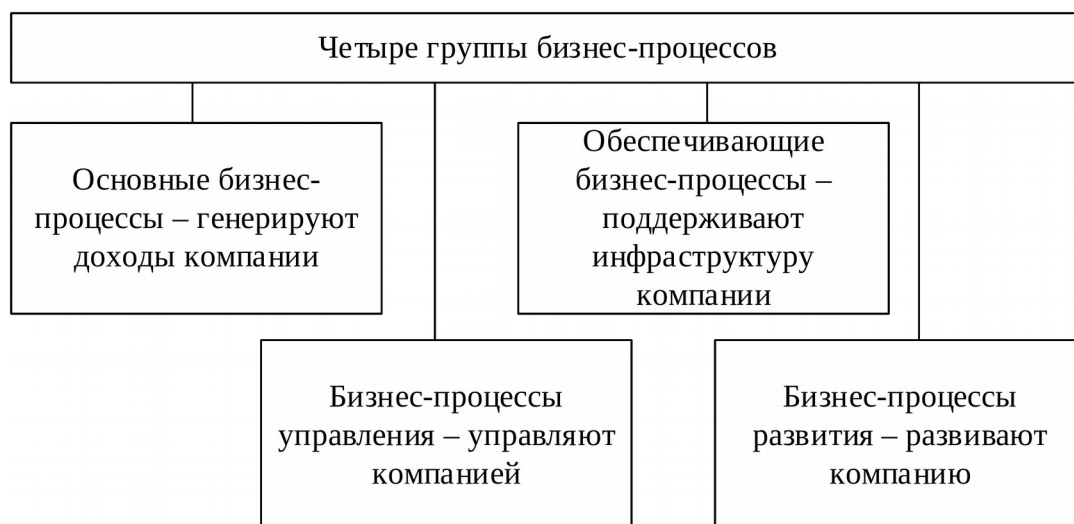 Четыре группы бизнес-процессов
Основные бизнес-
процессы – генерируют
доходы компании
Обеспечивающие
бизнес-процессы –
поддерживают
инфраструктуру
компании
Бизнес-процессы
управления – управляют
компанией
Бизнес-процессы
развития – развивают
компанию